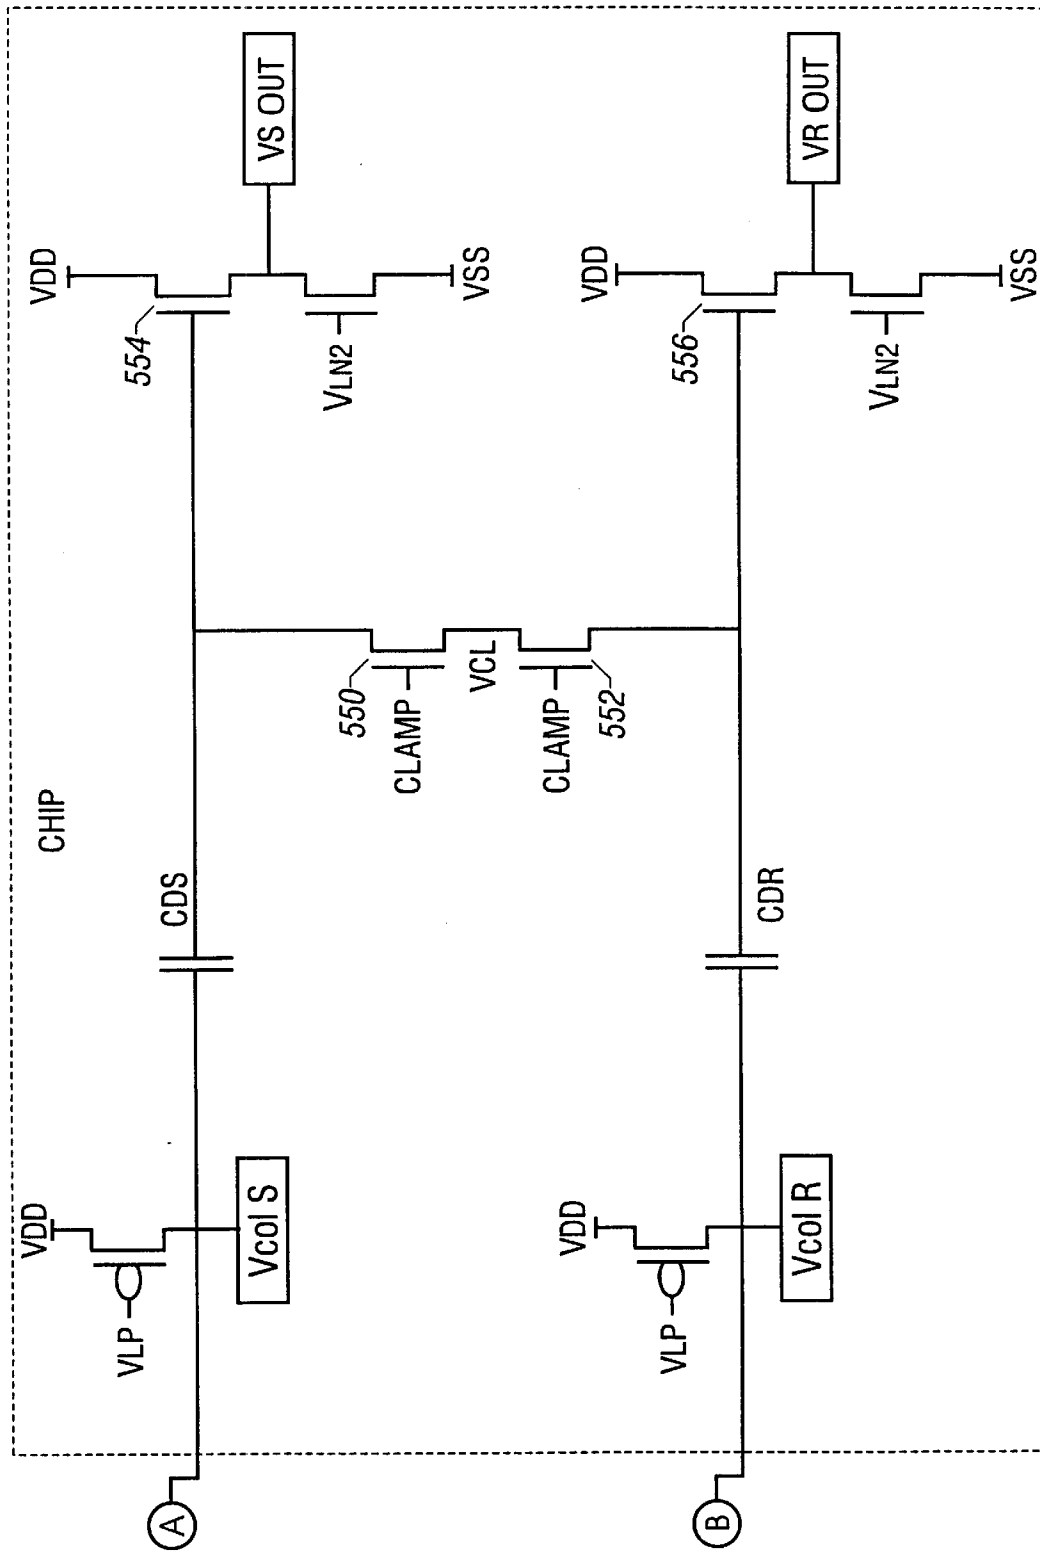 CHIP
VDD
VLP
Vcol S
A
CDS
550
CLAMP
VCL
CLAMP
552
VDD
554
VLN2
VSS
VS OUT
VDD
VLP
Vcol R
B
CDR
VDD
556
VLN2
VSS
VR OUT